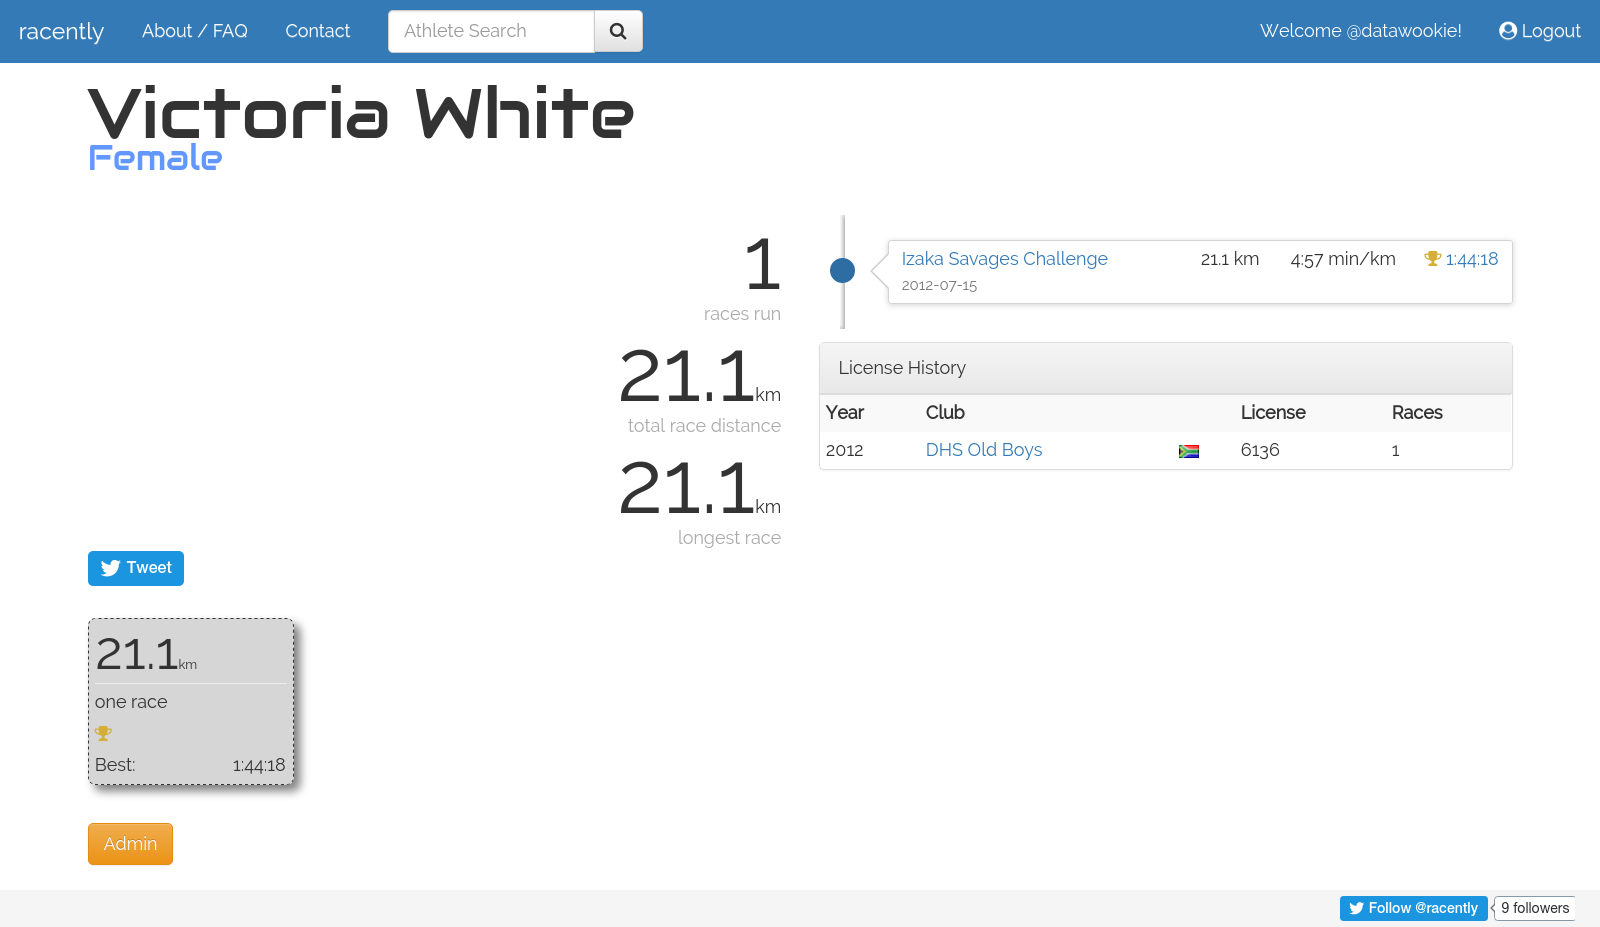 racently About / FAQ Contact Athlete Search Welcome @datawookie! Logout
Victoria White
Female
1
races run
21.1km
total race distance
21.1km
longest race
Izaka Savages Challenge 21.1 km 4:57 min/km 1:44:18
2012-07-15
License History
Year Club License Races
2012 DHS Old Boys 6136 1
Tweet
21.1km
one race
Best: 1:44:18
Admin
Follow @racently 9 followers